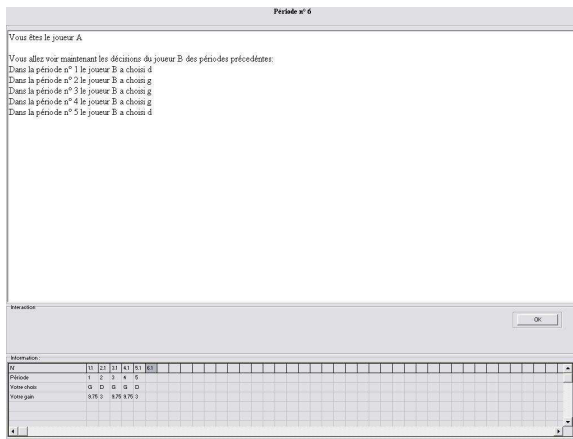 Période n° 6
Vous êtes le joueur A
Vous allez voir maintenant les décisions du joueur B des périodes précedéntes:
Dans la période n° 1 le joueur B a choisi d
Dans la période n° 2 le joueur B a choisi g
Dans la période n° 3 le joueur B a choisi g
Dans la période n° 4 le joueur B a choisi g
Dans la période n° 5 le joueur B a choisi d
Interaction
OK
Information :
N: 1.1 2.1 3.1 4.1 5.1 6.1
Période 1 2 3 4 5
Votre choix G D G G D
Votre gain 9.75 3 9.75 9.75 3